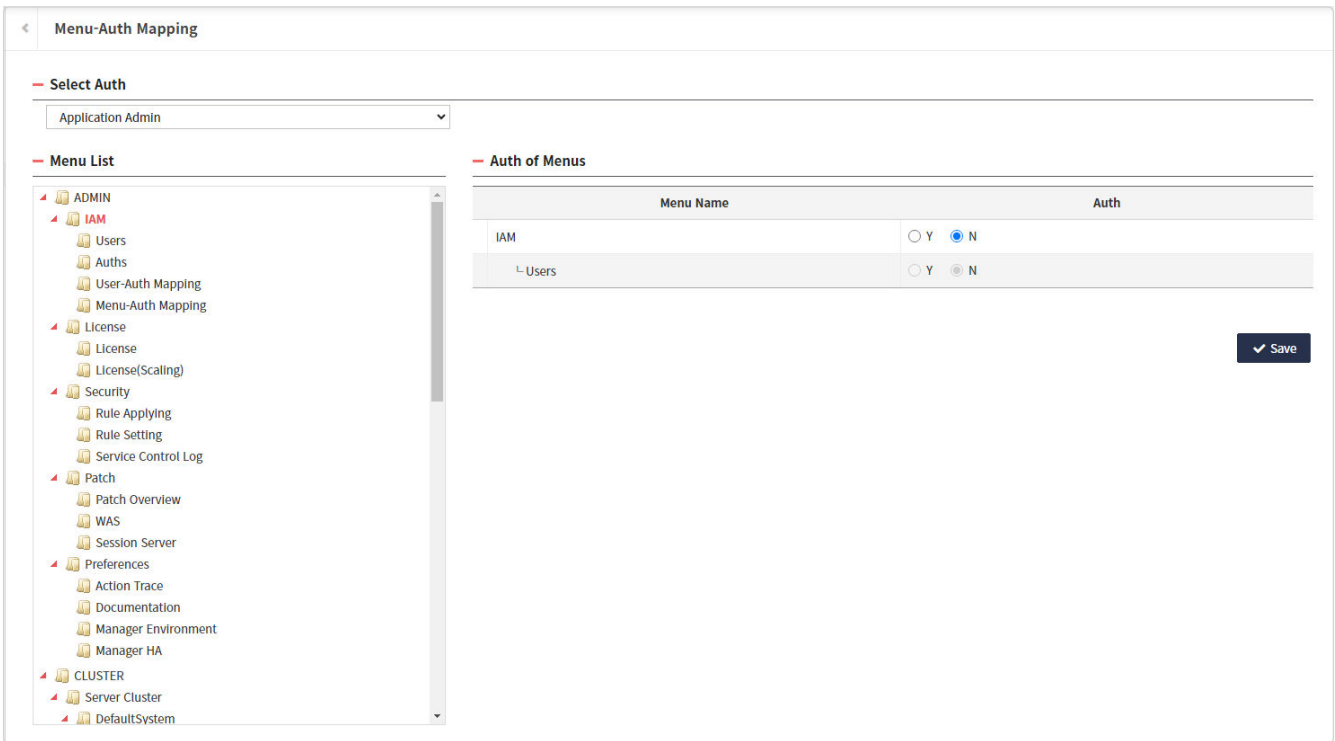 Menu-Auth Mapping
Select Auth
Application Admin
Menu List
ADMIN
IAM
Users
Auths
User-Auth Mapping
Menu-Auth Mapping
License
License
License(Scaling)
Security
Rule Applying
Rule Setting
Service Control Log
Patch
Patch Overview
WAS
Session Server
Preferences
Action Trace
Documentation
Manager Environment
Manager HA
CLUSTER
Server Cluster
DefaultSystem
Auth of Menus
Menu Name Auth
IAM Y N
Users Y N
Save